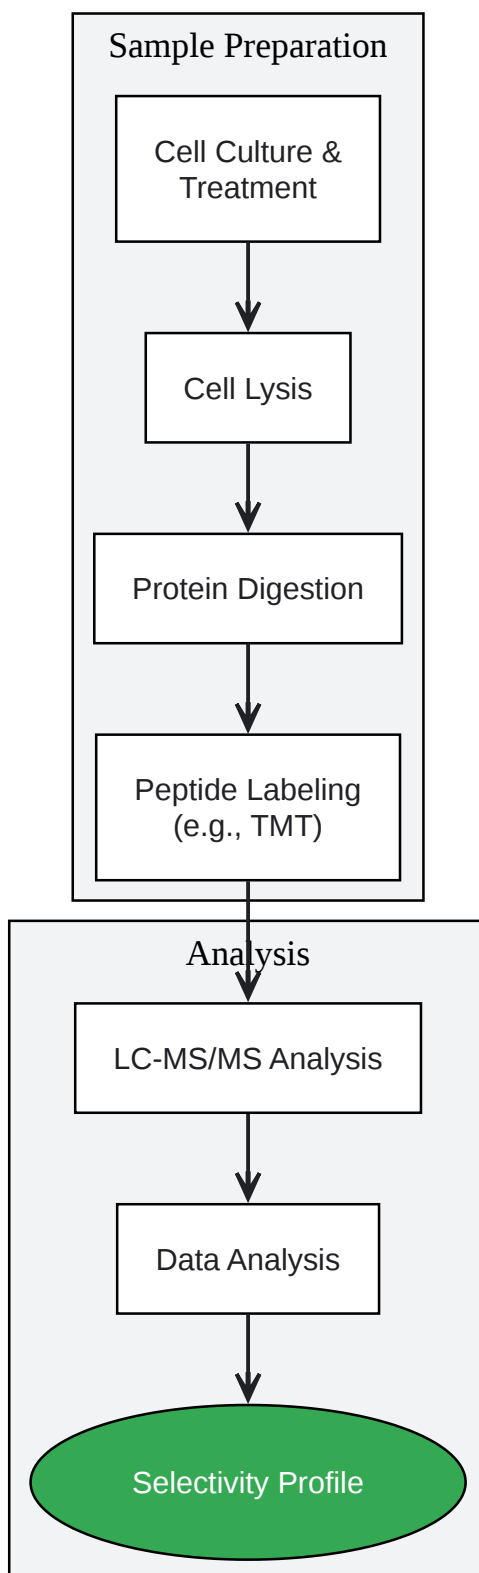 Sample Preparation
Cell Culture &
Treatment
Cell Lysis
Protein Digestion
Peptide Labeling
(e.g., TMT)
Analysis
LC-MS/MS Analysis
Data Analysis
Selectivity Profile